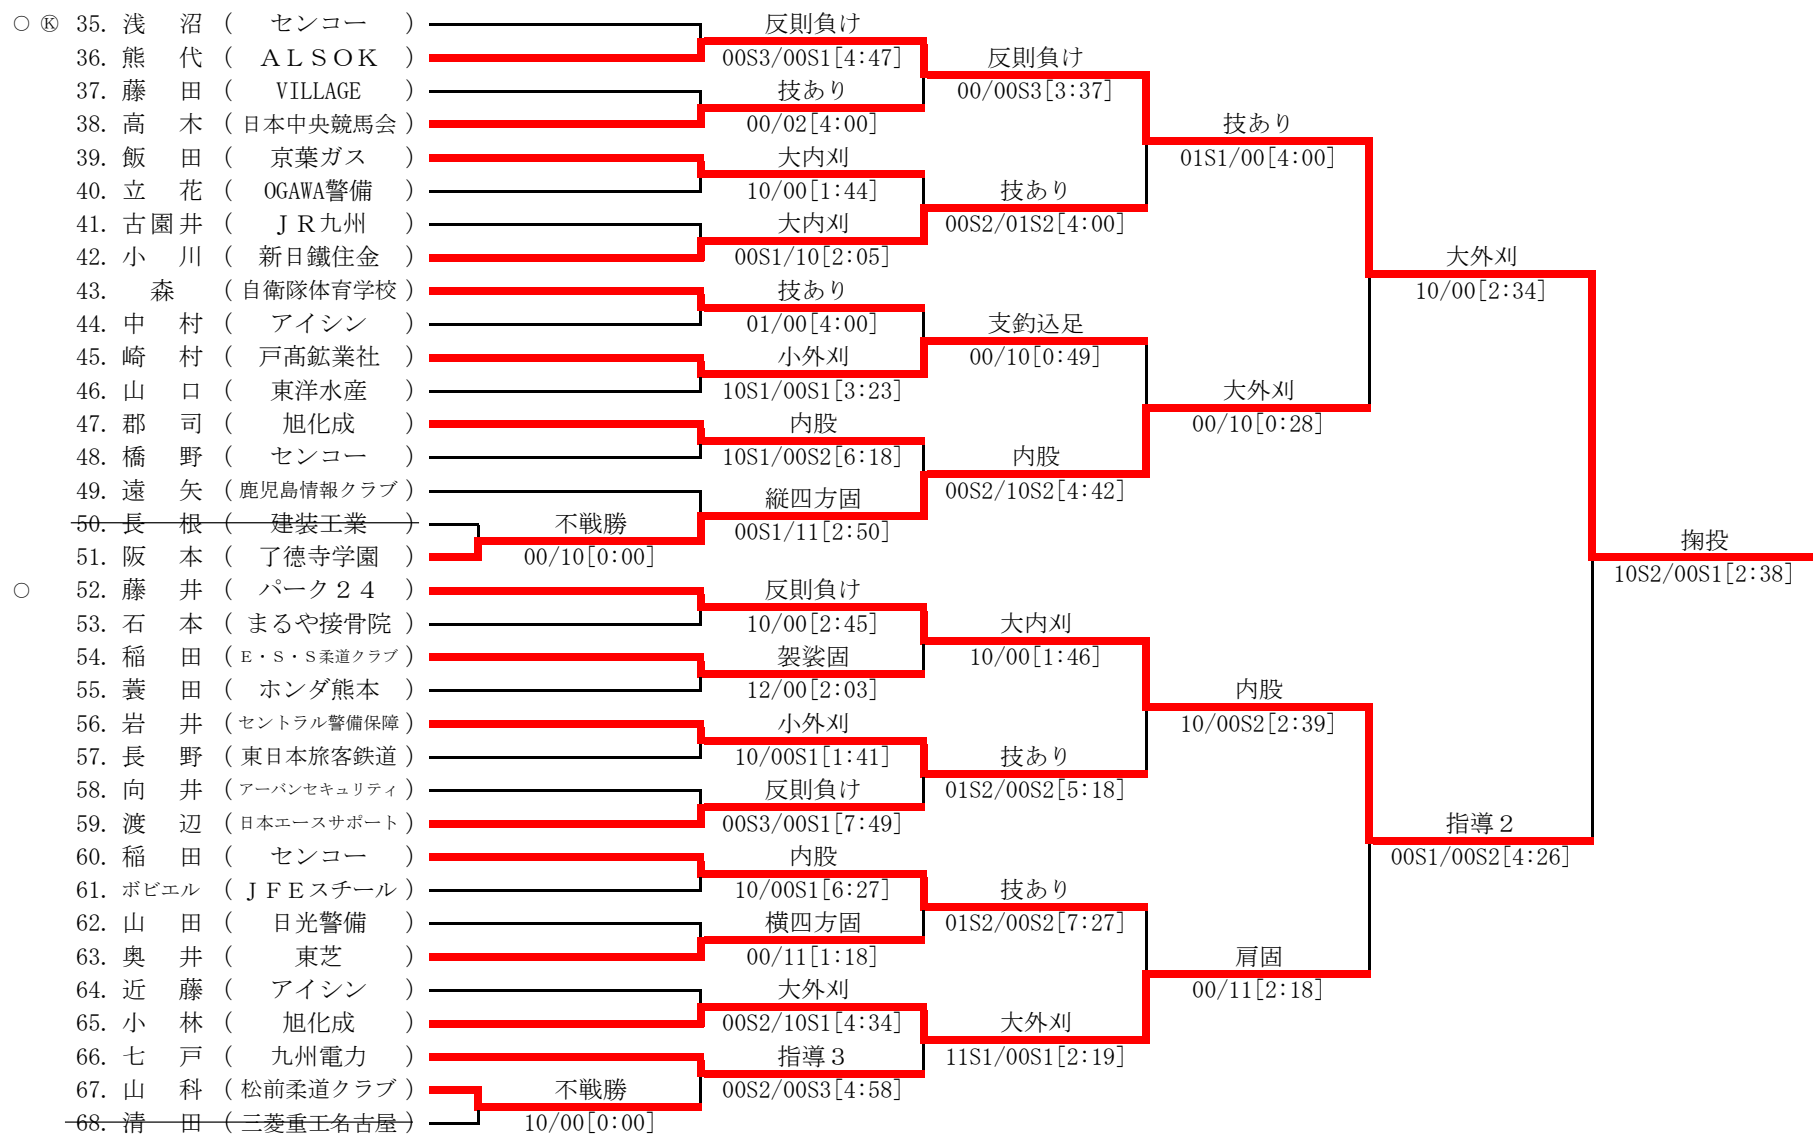 ○ Ⓚ 35. 浅 沼 ( センコー ) 反則負け
36. 熊 代 ( ＡＬＳＯＫ ) 00S3/00S1[4:47] 反則負け
37. 藤 田 ( VILLAGE ) 技あり 00/00S3[3:37]
38. 高 木 ( 日本中央競馬会 ) 00/02[4:00] 技あり
39. 飯 田 ( 京葉ガス ) 大内刈 01S1/00[4:00]
40. 立 花 ( OGAWA警備 ) 10/00[1:44] 技あり
41. 古園井 ( ＪＲ九州 ) 大内刈 00S2/01S2[4:00]
42. 小 川 ( 新日鐵住金 ) 00S1/10[2:05] 大外刈
43. 森 ( 自衛隊体育学校 ) 技あり 10/00[2:34]
44. 中 村 ( アイシン ) 01/00[4:00] 支釣込足
45. 崎 村 ( 戸髙鉱業社 ) 小外刈 00/10[0:49]
46. 山 口 ( 東洋水産 ) 10S1/00S1[3:23] 大外刈
47. 郡 司 ( 旭化成 ) 内股 00/10[0:28]
48. 橋 野 ( センコー ) 10S1/00S2[6:18] 内股
49. 遠 矢 ( 鹿児島情報クラブ ) 縦四方固 00S2/10S2[4:42]
50. 長 根 ( 建装工業 ) 不戦勝 00S1/11[2:50] 掬投
51. 阪 本 ( 了德寺学園 ) 00/10[0:00] 10S2/00S1[2:38]
○ 52. 藤 井 ( パーク２４ ) 反則負け
53. 石 本 ( まるや接骨院 ) 10/00[2:45] 大内刈
54. 稲 田 ( Ｅ・Ｓ・Ｓ柔道クラブ ) 袈裟固 10/00[1:46]
55. 蓑 田 ( ホンダ熊本 ) 12/00[2:03] 内股
56. 岩 井 ( セントラル警備保障 ) 小外刈 10/00S2[2:39]
57. 長 野 ( 東日本旅客鉄道 ) 10/00S1[1:41] 技あり
58. 向 井 ( アーバンセキュリティ ) 反則負け 01S2/00S2[5:18]
59. 渡 辺 ( 日本エースサポート ) 00S3/00S1[7:49] 指導２
60. 稲 田 ( センコー ) 内股 00S1/00S2[4:26]
61. ボビエル ( ＪＦＥスチール ) 10/00S1[6:27] 技あり
62. 山 田 ( 日光警備 ) 横四方固 01S2/00S2[7:27]
63. 奥 井 ( 東芝 ) 00/11[1:18] 肩固
64. 近 藤 ( アイシン ) 大外刈 00/11[2:18]
65. 小 林 ( 旭化成 ) 00S2/10S1[4:34] 大外刈
66. 七 戸 ( 九州電力 ) 指導３ 11S1/00S1[2:19]
67. 山 科 ( 松前柔道クラブ ) 不戦勝 00S2/00S3[4:58]
68. 清 田 ( 三菱重工名古屋 ) 10/00[0:00]